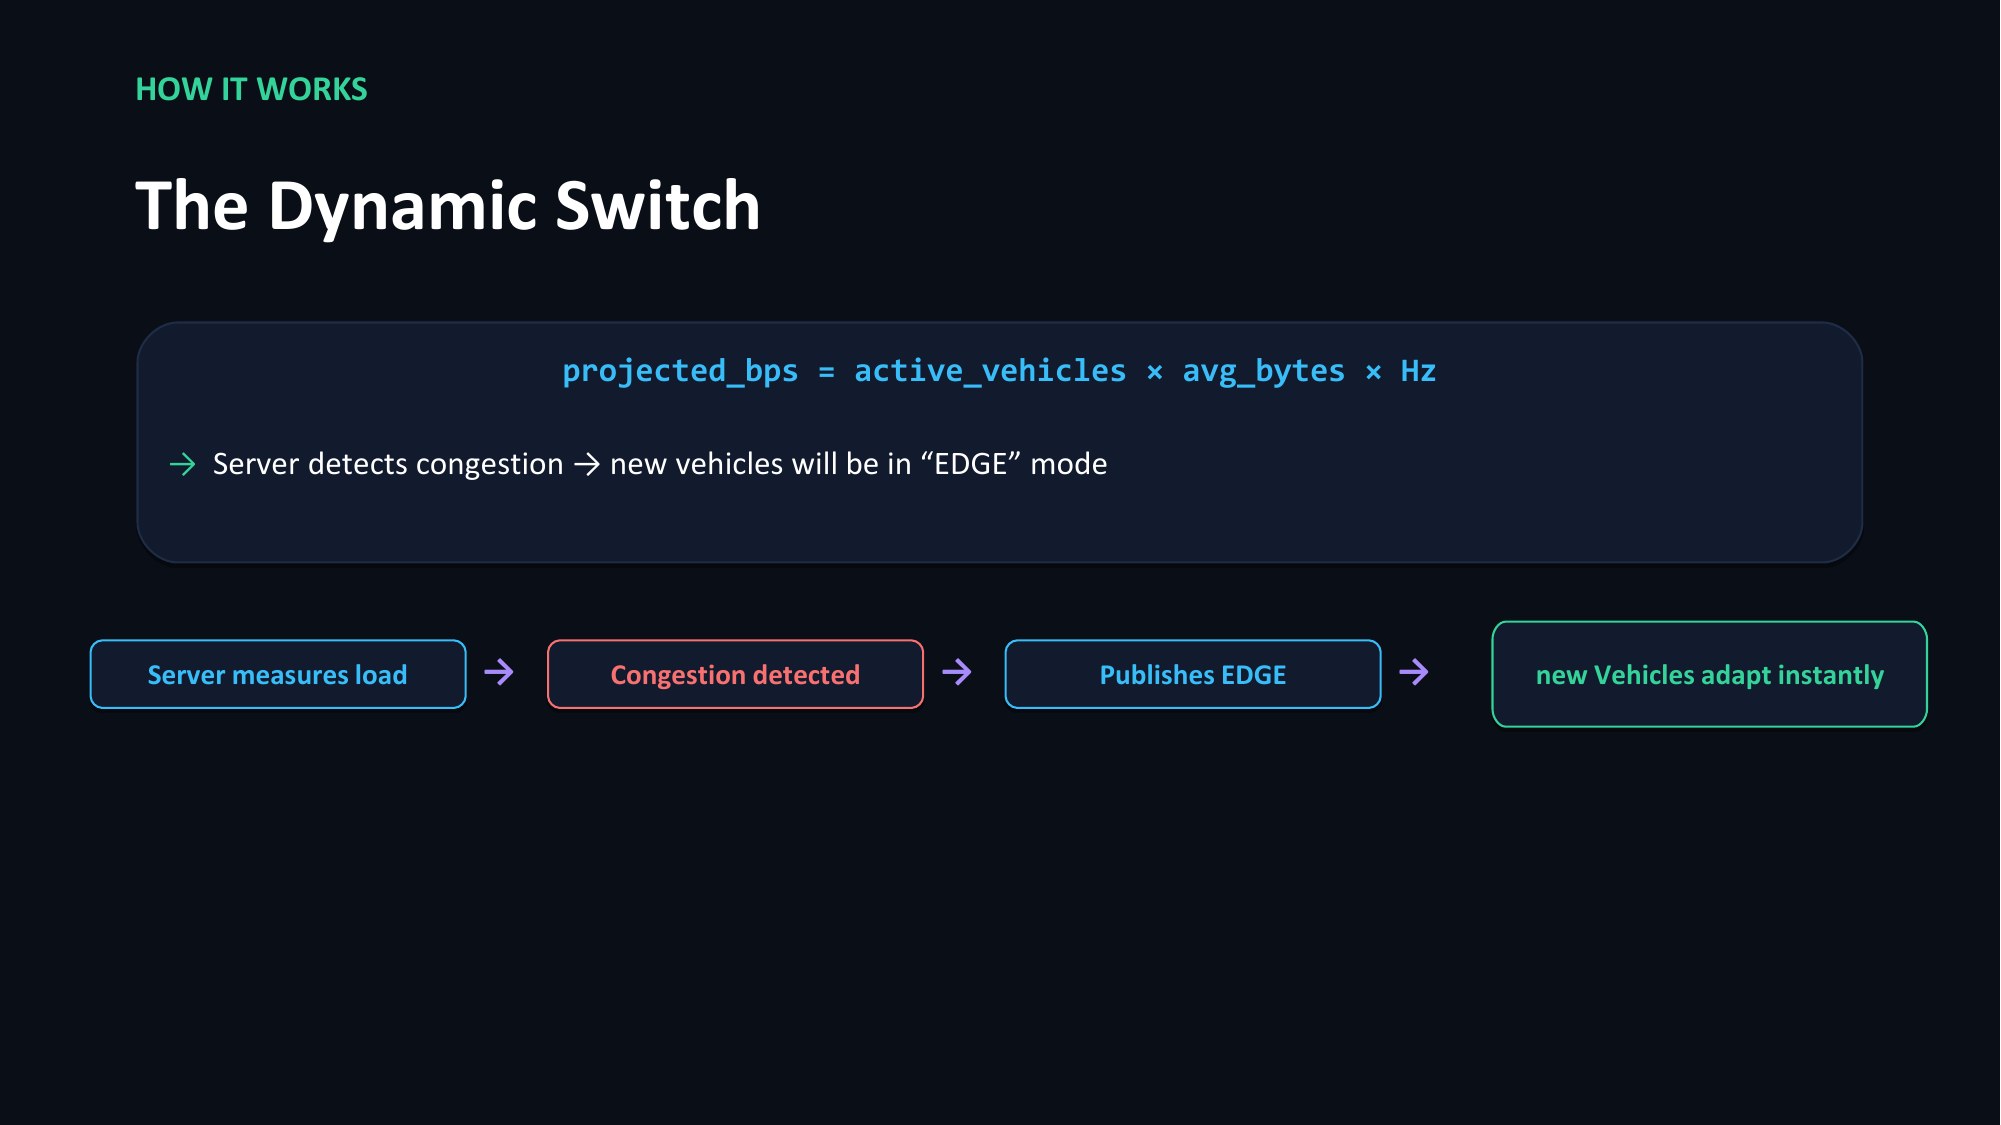 HOW IT WORKS
The Dynamic Switch
projected_bps = active_vehicles × avg_bytes × Hz
→ Server detects congestion → new vehicles will be in “EDGE” mode
Server measures load → Congestion detected → Publishes EDGE → new Vehicles adapt instantly